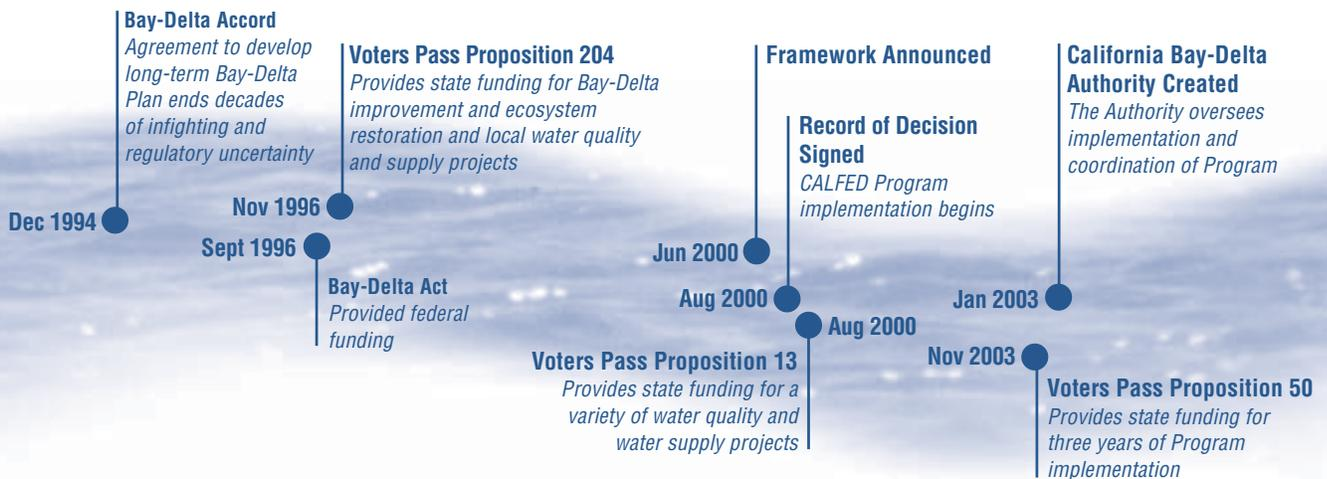 Bay-Delta Accord
Agreement to develop
long-term Bay-Delta
Plan ends decades
of infighting and
regulatory uncertainty
Dec 1994
Voters Pass Proposition 204
Provides state funding for Bay-Delta
improvement and ecosystem
restoration and local water quality
and supply projects
Nov 1996
Sept 1996
Bay-Delta Act
Provided federal
funding
Framework Announced
Jun 2000
Record of Decision
Signed
CALFED Program
implementation begins
Aug 2000
Aug 2000
Voters Pass Proposition 13
Provides state funding for a
variety of water quality and
water supply projects
California Bay-Delta
Authority Created
The Authority oversees
implementation and
coordination of Program
Jan 2003
Nov 2003
Voters Pass Proposition 50
Provides state funding for
three years of Program
implementation